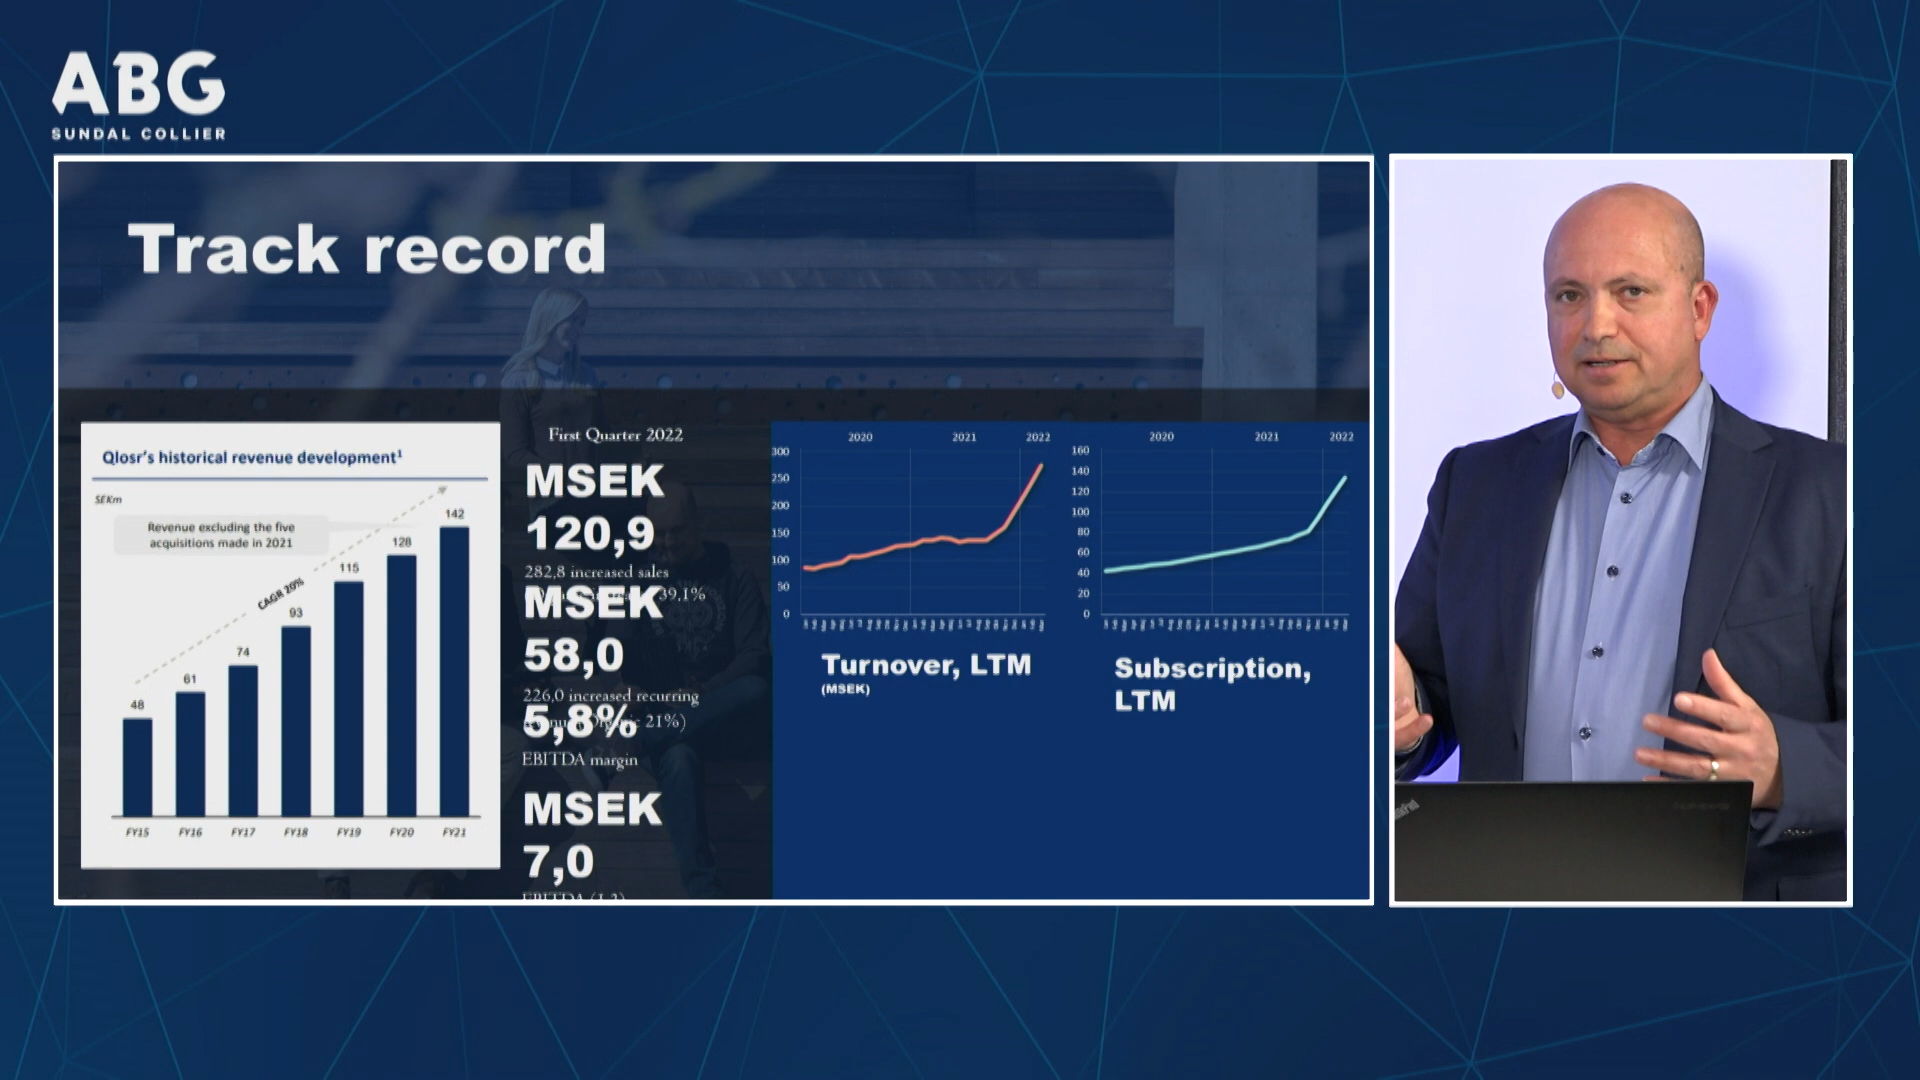 ABG
SUNDAL COLLIER
Track record
Qlosr's historical revenue development¹
SEKm
Revenue excluding the five
acquisitions made in 2021
CAGR 20%
48
61
74
93
115
128
142
FY15 FY16 FY17 FY18 FY19 FY20 FY21
First Quarter 2022
MSEK
120,9
282,8 increased sales
39,1%
MSEK
58,0
226,0 increased recurring
21%)
5,8%
EBITDA margin
MSEK
7,0
2020 2021 2022
300
250
200
150
100
50
0
Turnover, LTM
(MSEK)
2020 2021 2022
160
140
120
100
80
60
40
20
0
Subscription,
LTM